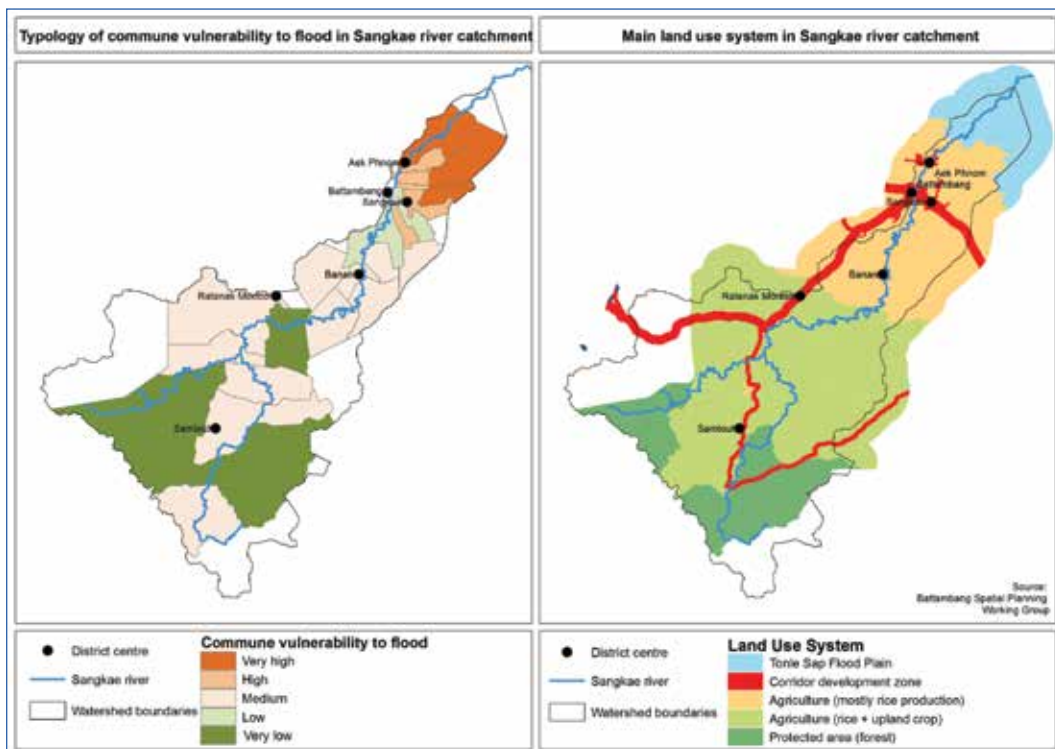 Typology of commune vulnerability to flood in Sangkae river catchment
Aek Phnom
Battambang
Sangkae
Banan
Ratanak Mondol
Samlout
District centre
Sangkae river
Watershed boundaries
Commune vulnerability to flood
Very high
High
Medium
Low
Very low
Main land use system in Sangkae river catchment
Aek Phnom
Battambang
Banan
Samlout
Source:
Battambang Spatial Planning
Working Group
District centre
Sangkae river
Watershed boundaries
Land Use System
Tonle Sap Flood Plain
Corridor development zone
Agriculture (mostly rice production)
Agriculture (rice + upland crop)
Protected area (forest)